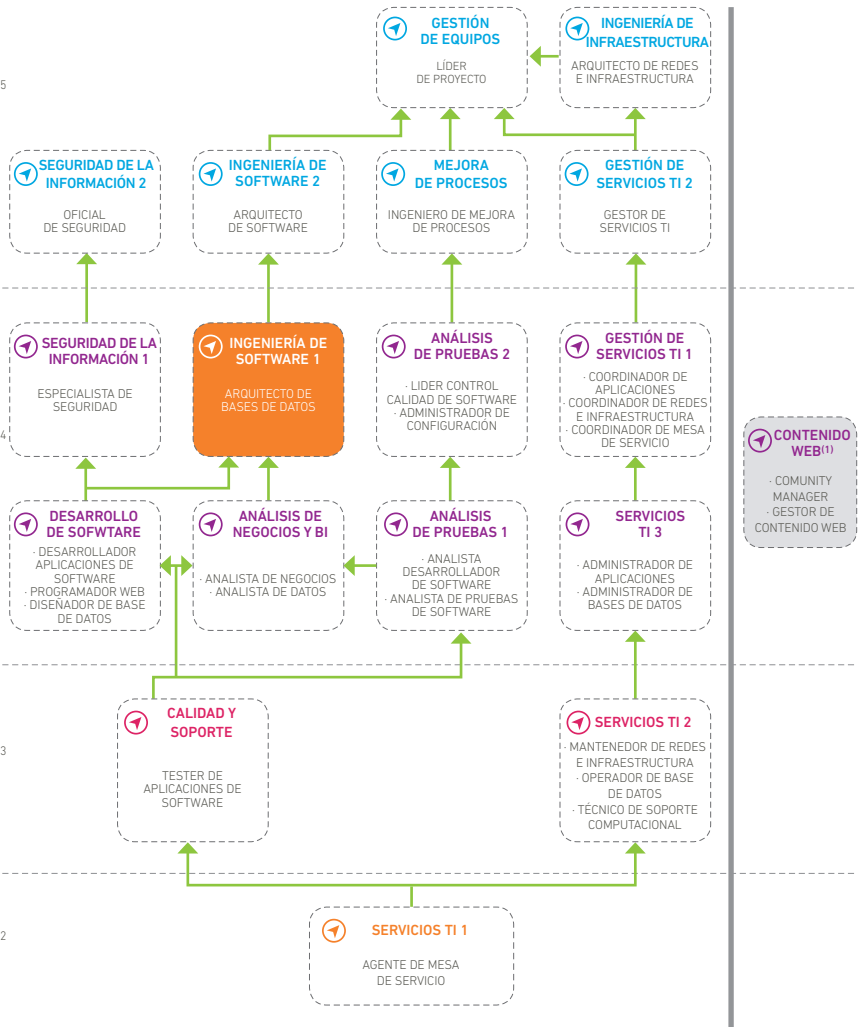 GESTIÓN
DE EQUIPOS
LÍDER
DE PROYECTO
INGENIERÍA DE
INFRAESTRUCTURA
ARQUITECTO DE REDES
E INFRAESTRUCTURA
5
SEGURIDAD DE LA
INFORMACIÓN 2
OFICIAL
DE SEGURIDAD
INGENIERÍA DE
SOFTWARE 2
ARQUITECTO
DE SOFTWARE
MEJORA
DE PROCESOS
INGENIERO DE MEJORA
DE PROCESOS
GESTIÓN DE
SERVICIOS TI 2
GESTOR DE
SERVICIOS TI
SEGURIDAD DE LA
INFORMACIÓN 1
ESPECIALISTA DE
SEGURIDAD
INGENIERÍA DE
SOFTWARE 1
ARQUITECTO DE
BASES DE DATOS
ANÁLISIS
DE PRUEBAS 2
· LIDER CONTROL
CALIDAD DE SOFTWARE
· ADMINISTRADOR DE
CONFIGURACIÓN
GESTIÓN DE
SERVICIOS TI 1
· COORDINADOR DE
APLICACIONES
· COORDINADOR DE REDES
E INFRAESTRUCTURA
· COORDINADOR DE MESA
DE SERVICIO
4
CONTENIDO
WEB(1)
· COMUNITY
MANAGER
· GESTOR DE
CONTENIDO WEB
DESARROLLO
DE SOFWTARE
· DESARROLLADOR
APLICACIONES DE
SOFTWARE
· PROGRAMADOR WEB
· DISEÑADOR DE BASE
DE DATOS
ANÁLISIS DE
NEGOCIOS Y BI
· ANALISTA DE NEGOCIOS
· ANALISTA DE DATOS
ANÁLISIS
DE PRUEBAS 1
· ANALISTA
DESARROLLADOR
DE SOFTWARE
· ANALISTA DE PRUEBAS
DE SOFTWARE
SERVICIOS
TI 3
· ADMINISTRADOR DE
APLICACIONES
· ADMINISTRADOR DE
BASES DE DATOS
3
CALIDAD Y
SOPORTE
TESTER DE
APLICACIONES DE
SOFTWARE
SERVICIOS TI 2
· MANTENEDOR DE REDES
E INFRAESTRUCTURA
· OPERADOR DE BASE
DE DATOS
· TÉCNICO DE SOPORTE
COMPUTACIONAL
2
SERVICIOS TI 1
AGENTE DE MESA
DE SERVICIO